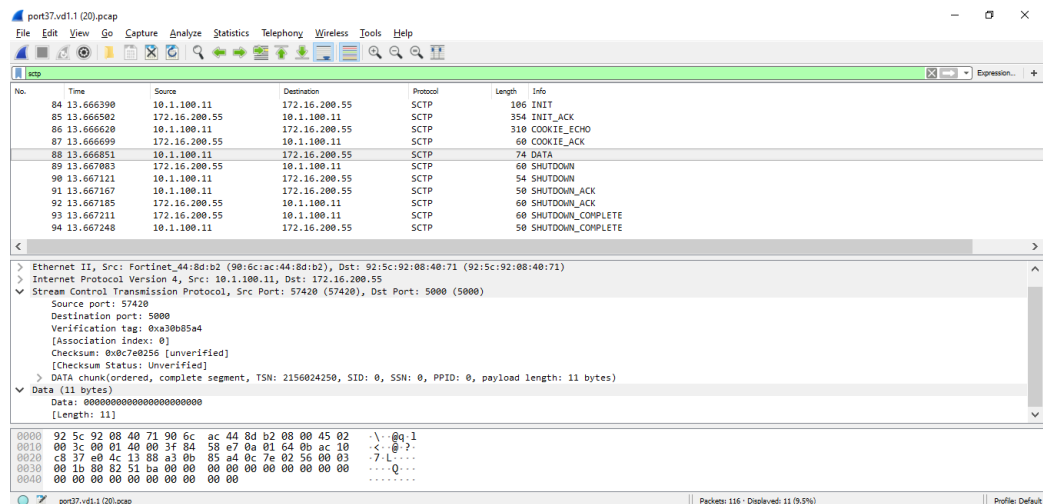 port37.vd1.1 (20).pcap
File Edit View Go Capture Analyze Statistics Telephony Wireless Tools Help
sctp
Expression... +
No. Time Source Destination Protocol Length Info
84 13.666390 10.1.100.11 172.16.200.55 SCTP 106 INIT
85 13.666502 172.16.200.55 10.1.100.11 SCTP 354 INIT_ACK
86 13.666620 10.1.100.11 172.16.200.55 SCTP 310 COOKIE_ECHO
87 13.666699 172.16.200.55 10.1.100.11 SCTP 60 COOKIE_ACK
88 13.666851 10.1.100.11 172.16.200.55 SCTP 74 DATA
89 13.667083 172.16.200.55 10.1.100.11 SCTP 60 SHUTDOWN
90 13.667121 10.1.100.11 172.16.200.55 SCTP 54 SHUTDOWN
91 13.667167 10.1.100.11 172.16.200.55 SCTP 50 SHUTDOWN_ACK
92 13.667185 172.16.200.55 10.1.100.11 SCTP 60 SHUTDOWN_ACK
93 13.667211 172.16.200.55 10.1.100.11 SCTP 60 SHUTDOWN_COMPLETE
94 13.667248 10.1.100.11 172.16.200.55 SCTP 50 SHUTDOWN_COMPLETE
Ethernet II, Src: Fortinet_44:8d:b2 (90:6c:ac:44:8d:b2), Dst: 92:5c:92:08:40:71 (92:5c:92:08:40:71)
Internet Protocol Version 4, Src: 10.1.100.11, Dst: 172.16.200.55
Stream Control Transmission Protocol, Src Port: 57420 (57420), Dst Port: 5000 (5000)
Source port: 57420
Destination port: 5000
Verification tag: 0xa30b85a4
[Association index: 0]
Checksum: 0x0c7e0256 [unverified]
[Checksum Status: Unverified]
DATA chunk(ordered, complete segment, TSN: 2156024250, SID: 0, SSN: 0, PPID: 0, payload length: 11 bytes)
Data (11 bytes)
Data: 0000000000000000000000
[Length: 11]
0000 92 5c 92 08 40 71 90 6c ac 44 8d b2 08 00 45 02 ·\··@q·l
0010 00 3c 00 01 40 00 3f 84 58 e7 0a 01 64 0b ac 10 ·<··@·?·
0020 c8 37 e0 4c 13 88 a3 0b 85 a4 0c 7e 02 56 00 03 ·7·L····
0030 00 1b 80 82 51 ba 00 00 00 00 00 00 00 00 00 00 ····Q···
0040 00 00 00 00 00 00 00 00 00 00 ········
port37.vd1.1 (20).pcap Packets: 116 · Displayed: 11 (9.5%) Profile: Default